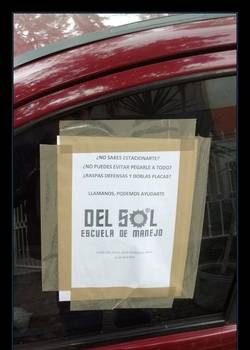 ¿NO SABES ESTACIONARTE?
¿NO PUEDES EVITAR PEGARLE A TODO?
¿RASPAS DEFENSAS Y DOBLAS PLACAS?
LLAMANOS, PODEMOS AYUDARTE
DEL SOL
ESCUELA DE MANEJO